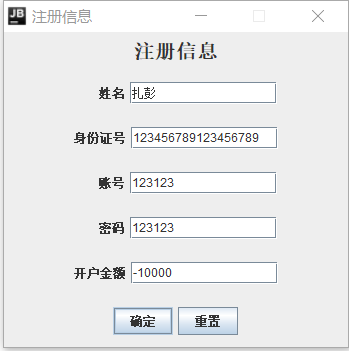 JB 注册信息
注册信息
姓名 扎彭
身份证号 123456789123456789
账号 123123
密码 123123
开户金额 -10000
确定 重置